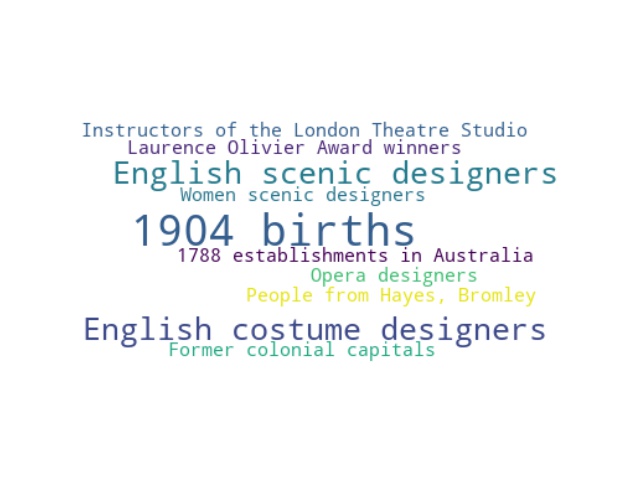 Instructors of the London Theatre Studio
Laurence Olivier Award winners
English scenic designers
Women scenic designers
1904 births
1788 establishments in Australia
Opera designers
People from Hayes, Bromley
English costume designers
Former colonial capitals